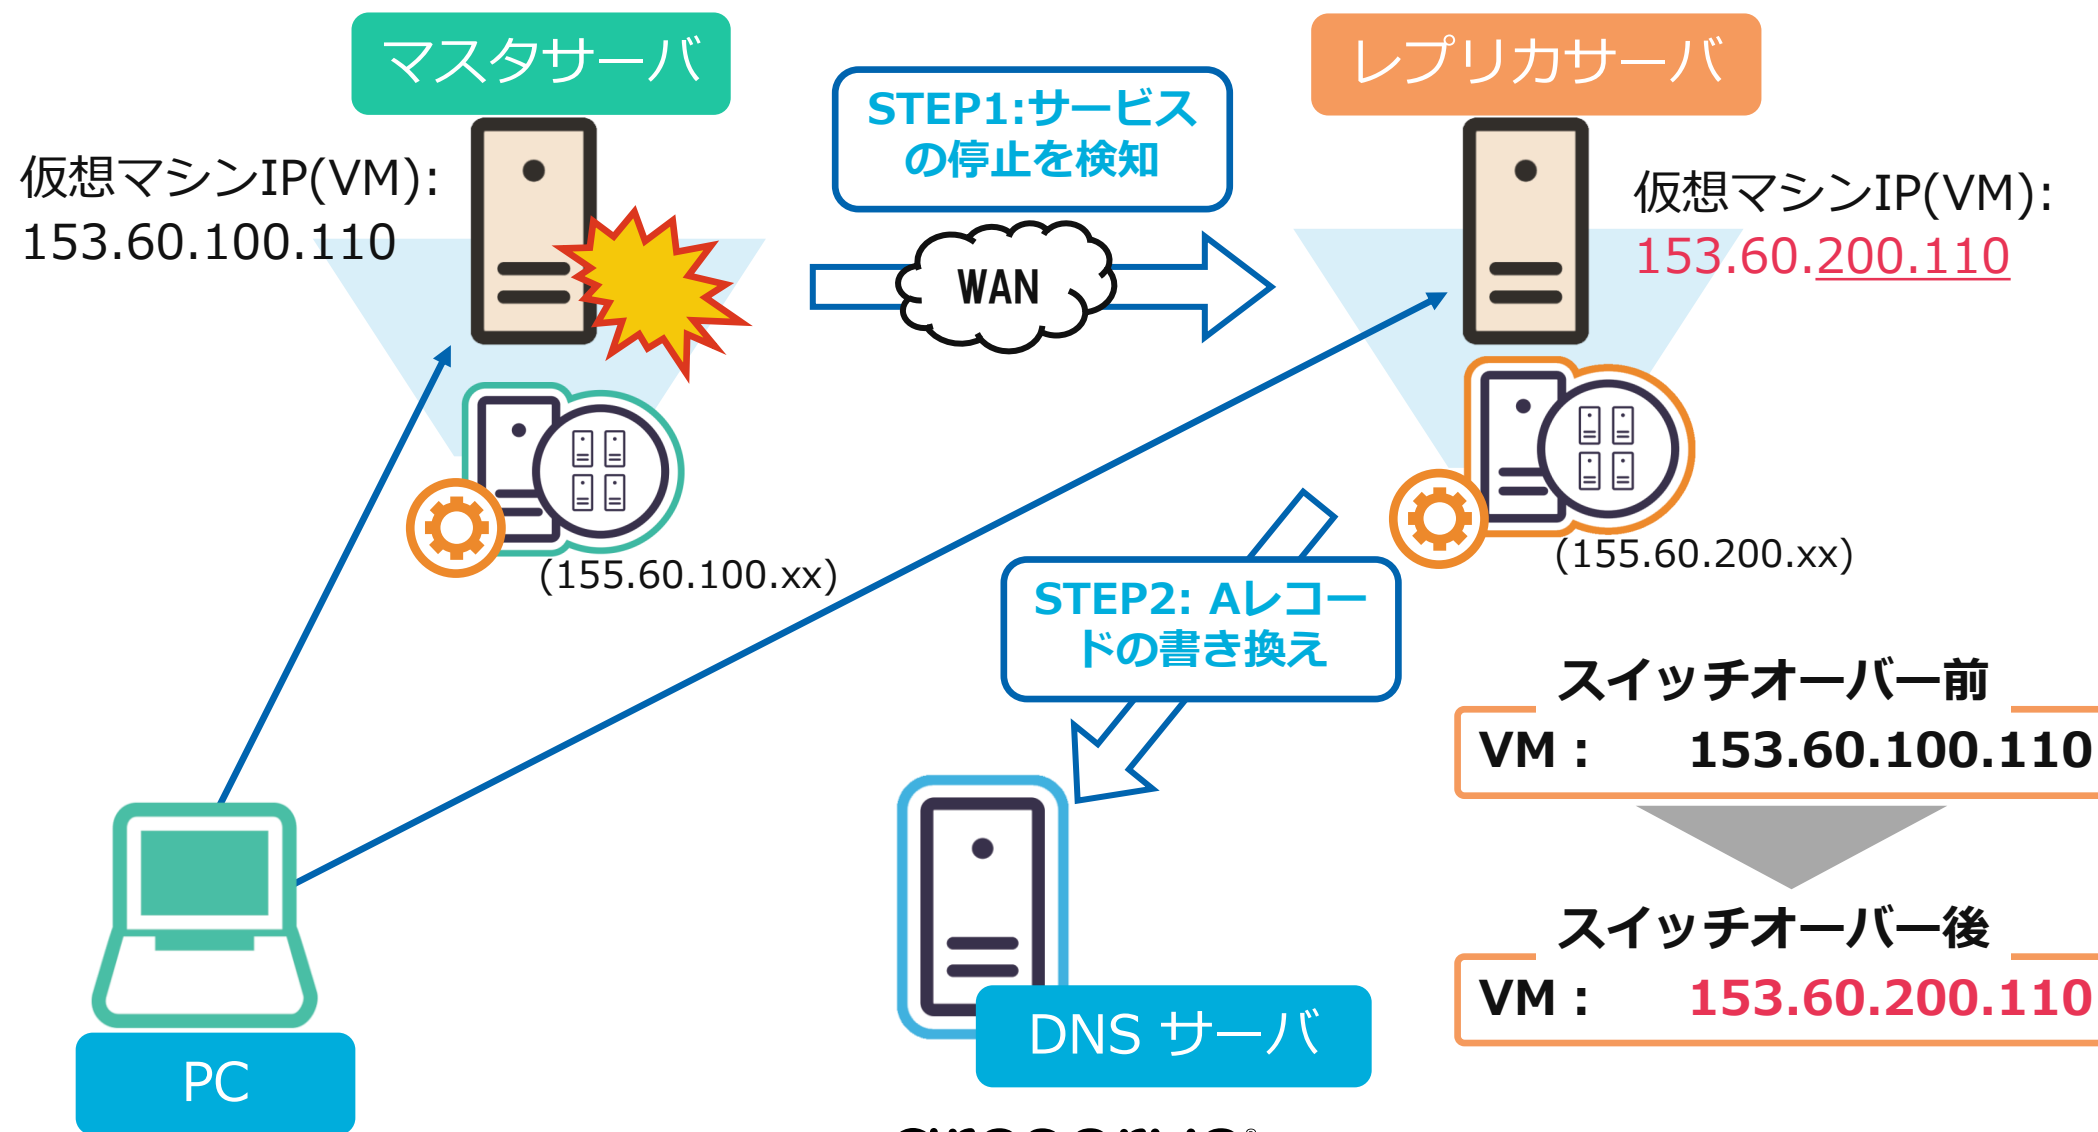 マスタサーバ
レプリカサーバ
STEP1:サービス
の停止を検知
仮想マシンIP(VM):
153.60.100.110
仮想マシンIP(VM):
153.60.200.110
WAN
(155.60.100.xx)
(155.60.200.xx)
STEP2: Aレコー
ドの書き換え
スイッチオーバー前
VM : 153.60.100.110
スイッチオーバー後
VM : 153.60.200.110
DNS サーバ
PC